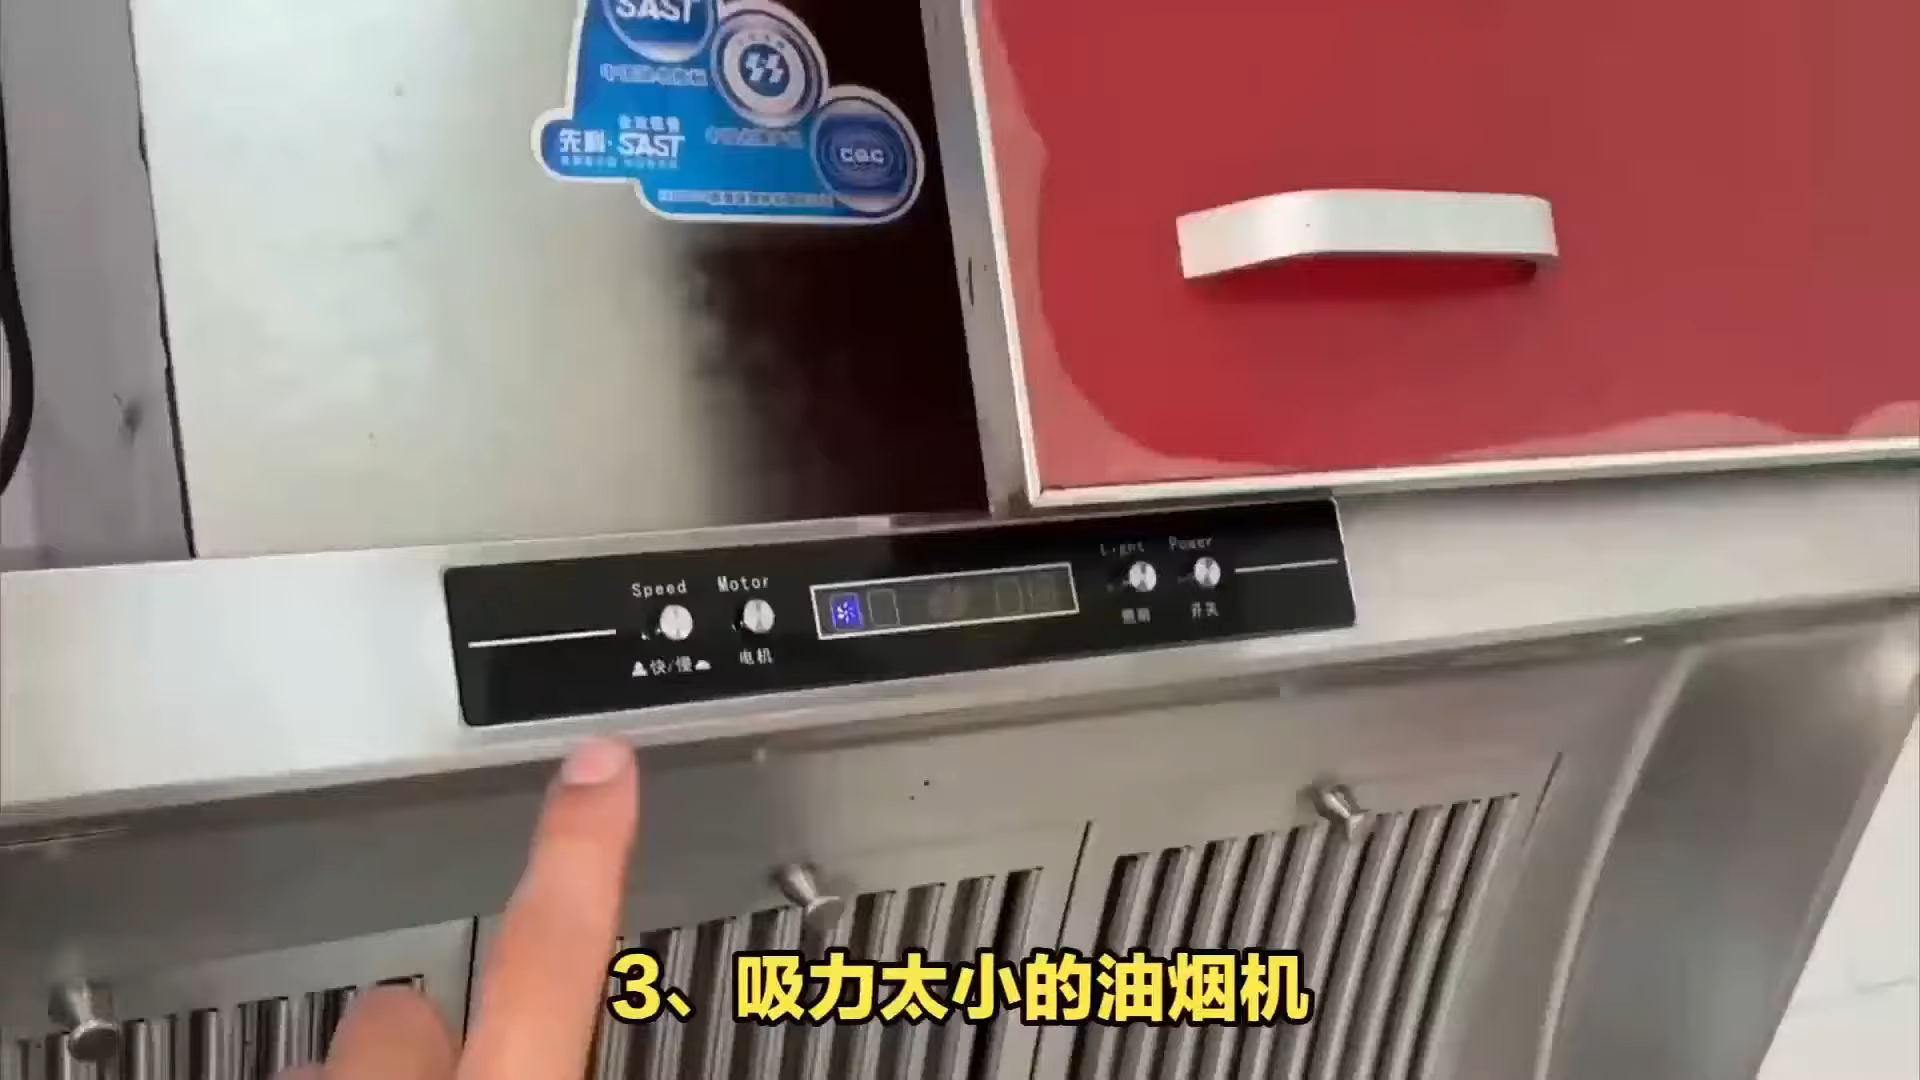 SAST
先科·SAST
CQC
Speed Motor
Light Power
快/慢 电机
照明 开关
3、吸力太小的油烟机